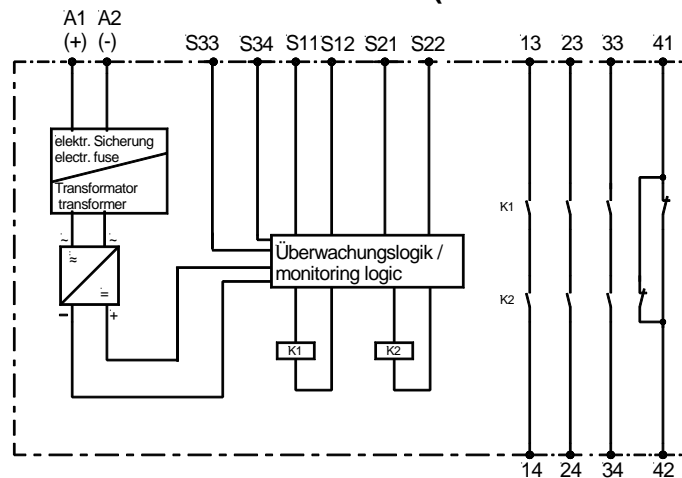 A1 A2
(+) (-) S33 S34 S11 S12 S21 S22 13 23 33 41
elektr. Sicherung
electr. fuse
Transformator
transformer
~ ~
≈
=
− +
Überwachungslogik /
monitoring logic
K1 K2
K1
K2
14 24 34 42